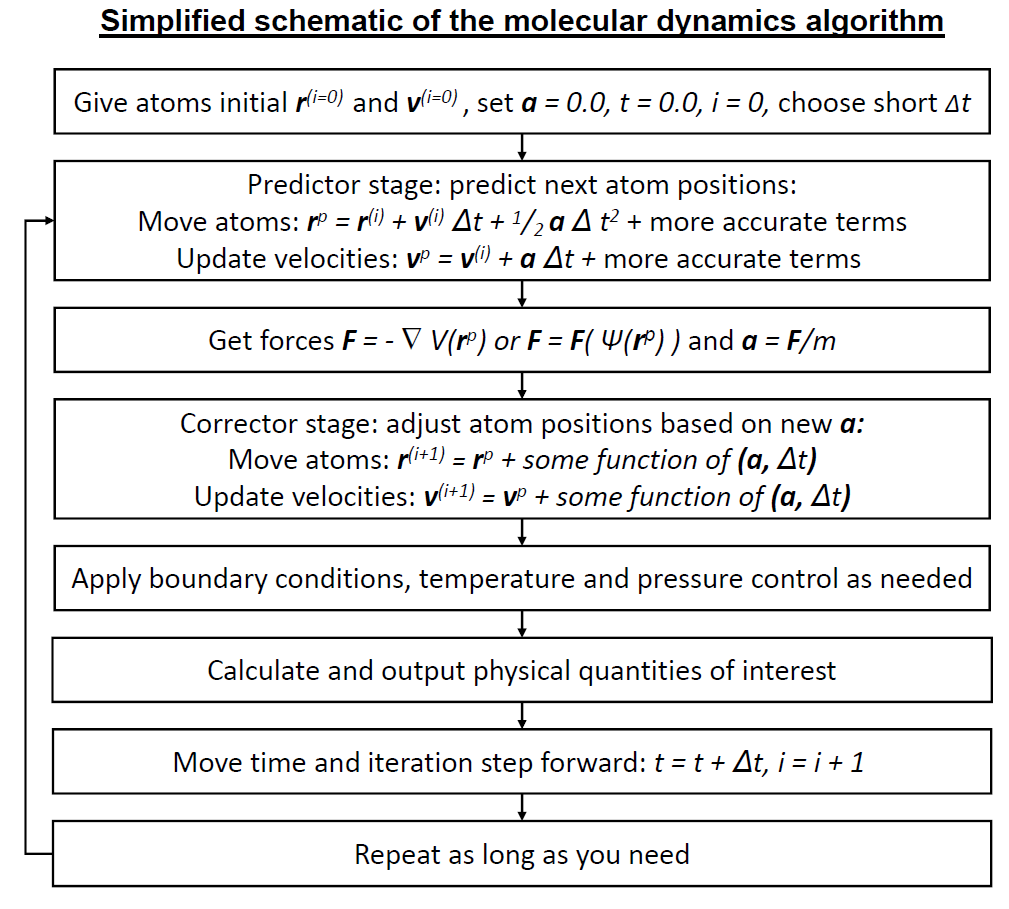 Simplified schematic of the molecular dynamics algorithm
Give atoms initial r(i=0) and v(i=0) , set a = 0.0, t = 0.0, i = 0, choose short Δt
Predictor stage: predict next atom positions:
Move atoms: rᵖ = r(i) + v(i) Δt + 1/2 a Δ t² + more accurate terms
Update velocities: vᵖ = v(i) + a Δt + more accurate terms
Get forces F = - ∇ V(rᵖ) or F = F( Ψ(rᵖ) ) and a = F/m
Corrector stage: adjust atom positions based on new a:
Move atoms: r(i+1) = rᵖ + some function of (a, Δt)
Update velocities: v(i+1) = vᵖ + some function of (a, Δt)
Apply boundary conditions, temperature and pressure control as needed
Calculate and output physical quantities of interest
Move time and iteration step forward: t = t + Δt, i = i + 1
Repeat as long as you need